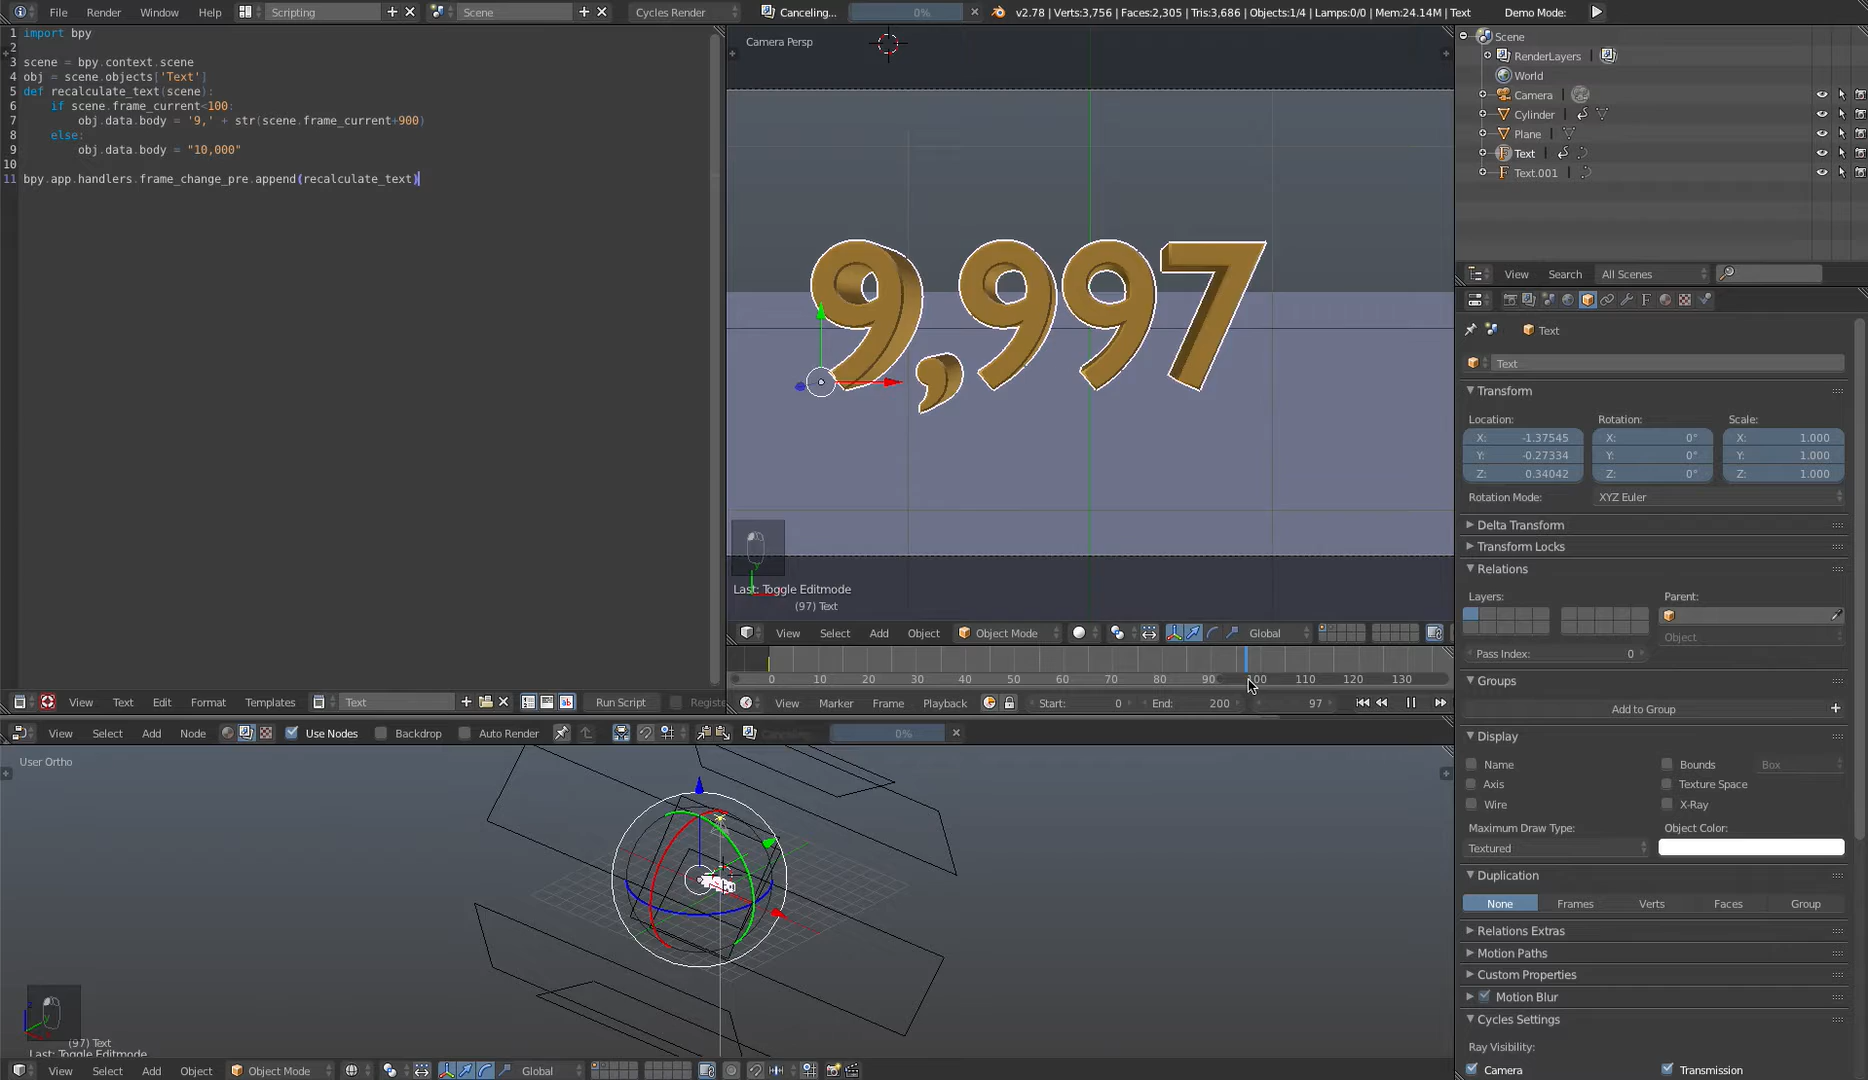 File Render Window Help Scripting Scene Cycles Render Canceling... 0% v2.78 | Verts:3,756 | Faces:2,305 | Tris:3,686 | Objects:1/4 | Lamps:0/0 | Mem:24.14M | Text Demo Mode:
1 import bpy
2
3 scene = bpy.context.scene
4 obj = scene.objects['Text']
5 def recalculate_text(scene):
6 if scene.frame_current<100:
7 obj.data.body = '9,' + str(scene.frame_current+900)
8 else:
9 obj.data.body = "10,000"
10
11 bpy.app.handlers.frame_change_pre.append(recalculate_text)
View Text Edit Format Templates Text Run Script Registe
Camera Persp
9,997
Last: Toggle Editmode
(97) Text
View Select Add Object Object Mode Global
0 10 20 30 40 50 60 70 80 90 100 110 120 130
View Marker Frame Playback Start: 0 End: 200 97
View Select Add Node Use Nodes Backdrop Auto Render 0%
User Ortho
(97) Text
Last: Toggle Editmode
View Select Add Object Object Mode Global
Scene
RenderLayers
World
Camera
Cylinder
Plane
Text
Text.001
View Search All Scenes
Text
Text
Transform
Location: Rotation: Scale:
X: -1.37545 X: 0° X: 1.000
Y: -0.27334 Y: 0° Y: 1.000
Z: 0.34042 Z: 0° Z: 1.000
Rotation Mode: XYZ Euler
Delta Transform
Transform Locks
Relations
Layers: Parent:
Object
Pass Index: 0
Groups
Add to Group
Display
Name Bounds Box
Axis Texture Space
Wire X-Ray
Maximum Draw Type: Object Color:
Textured
Duplication
None Frames Verts Faces Group
Relations Extras
Motion Paths
Custom Properties
Motion Blur
Cycles Settings
Ray Visibility:
Camera Transmission